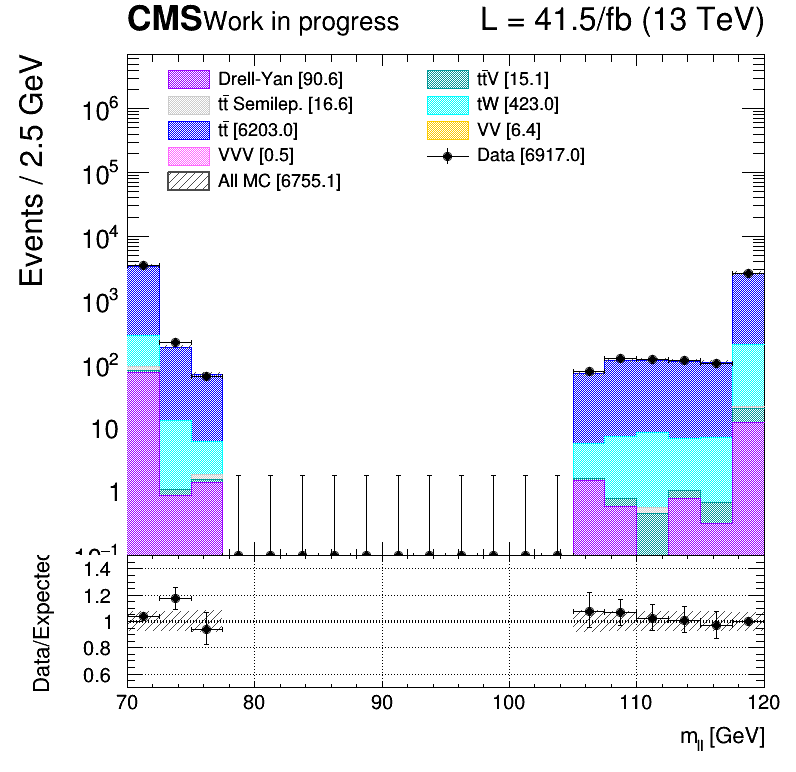 CMS Work in progress L = 41.5/fb (13 TeV)
Drell-Yan [90.6] tt̄V [15.1]
tt̄ Semilep. [16.6] tW [423.0]
tt̄ [6203.0] VV [6.4]
VVV [0.5] Data [6917.0]
All MC [6755.1]
Events / 2.5 GeV
10⁶
10⁵
10⁴
10³
10²
10
1
10⁻¹
Data/Expected
1.4
1.2
1
0.8
0.6
70 80 90 100 110 120
m_ll [GeV]